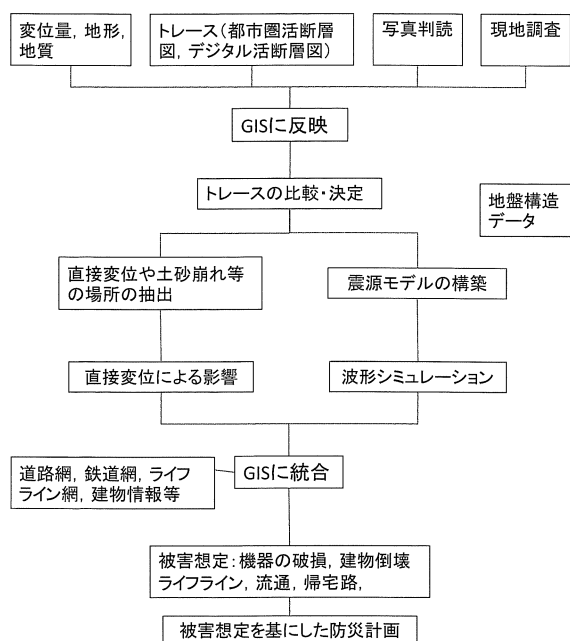 変位量, 地形,
地質
トレース(都市圏活断層
図, デジタル活断層図)
写真判読
現地調査
GISに反映
トレースの比較・決定
地盤構造
データ
直接変位や土砂崩れ等
の場所の抽出
震源モデルの構築
直接変位による影響
波形シミュレーション
道路網, 鉄道網, ライフ
ライン網, 建物情報等
GISに統合
被害想定:機器の破損, 建物倒壊
ライフライン, 流通, 帰宅路,
被害想定を基にした防災計画